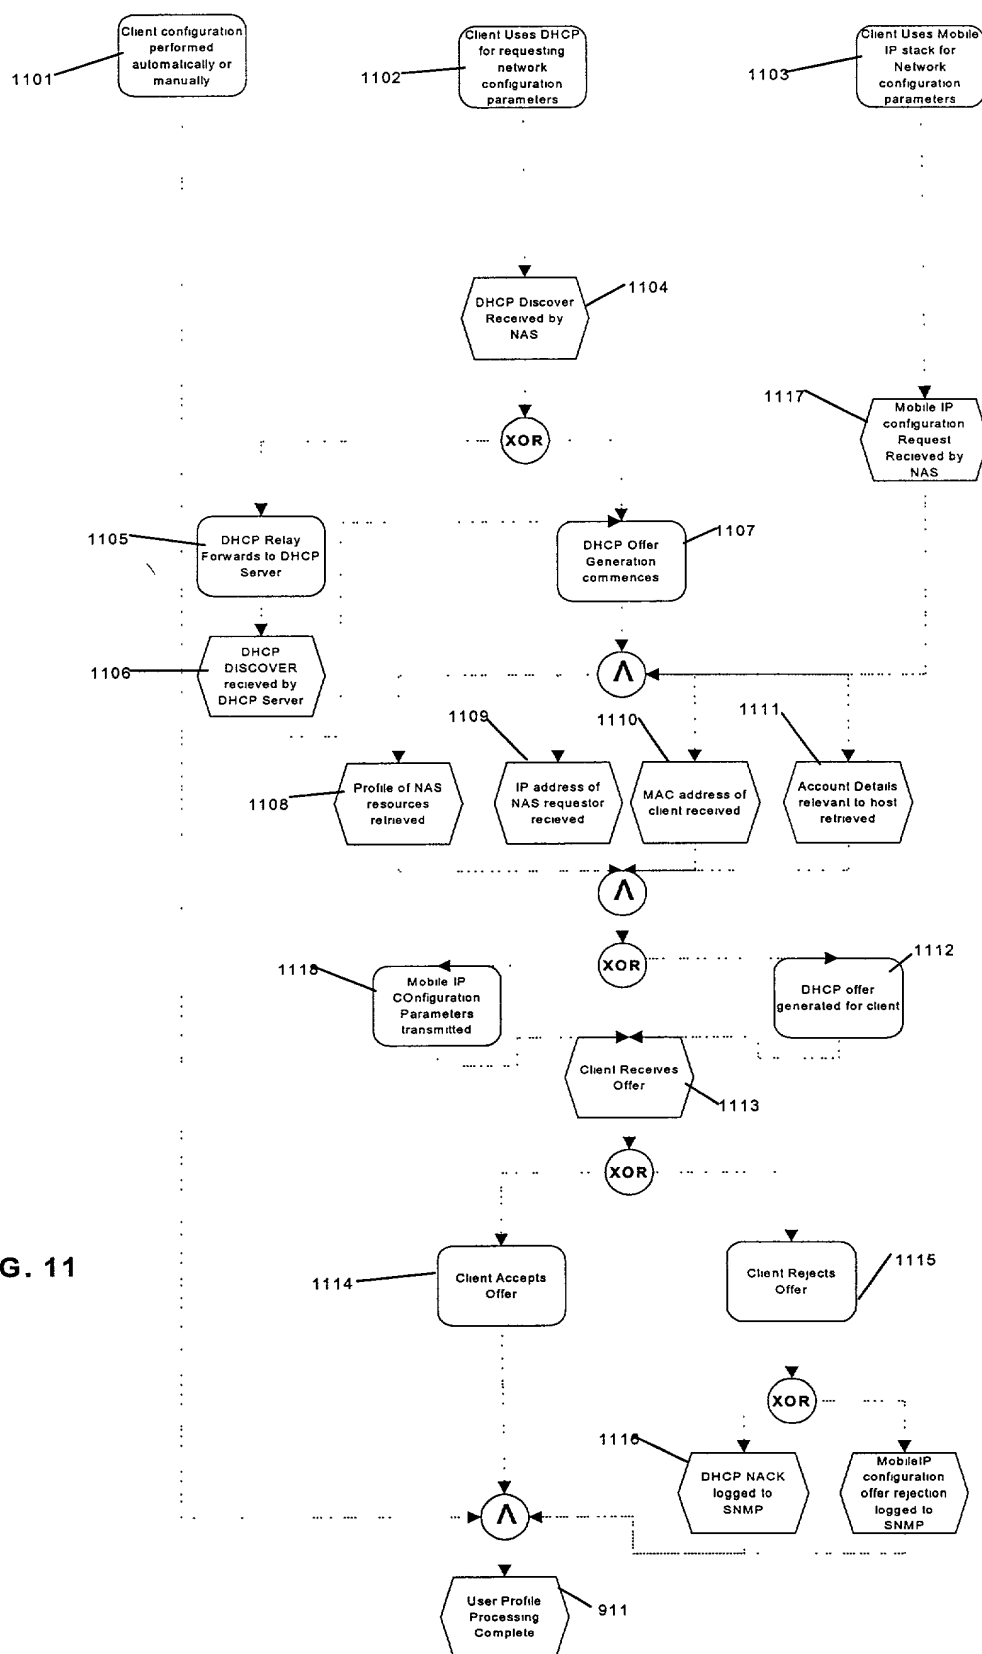 Client configuration
performed
automatically or
manually
1101
Client Uses DHCP
for requesting
network
configuration
parameters
1102
Client Uses Mobile
IP stack for
Network
configuration
parameters
1103
DHCP Discover
Received by
NAS
1104
XOR
Mobile IP
configuration
Request
Recieved by
NAS
1117
DHCP Relay
Forwards to DHCP
Server
1105
DHCP Offer
Generation
commences
1107
DHCP
DISCOVER
recieved by
DHCP Server
1106
Λ
1109
1110
1111
Profile of NAS
resources
retrieved
1108
IP address of
NAS requestor
recieved
MAC address of
client received
Account Details
relevant to host
retrieved
Λ
XOR
1118
Mobile IP
COnfiguration
Parameters
transmitted
1112
DHCP offer
generated for client
Client Receives
Offer
1113
XOR
G. 11
1114
Client Accepts
Offer
Client Rejects
Offer
1115
XOR
1116
DHCP NACK
logged to
SNMP
MobileIP
configuration
offer rejection
logged to
SNMP
Λ
User Profile
Processing
Complete
911